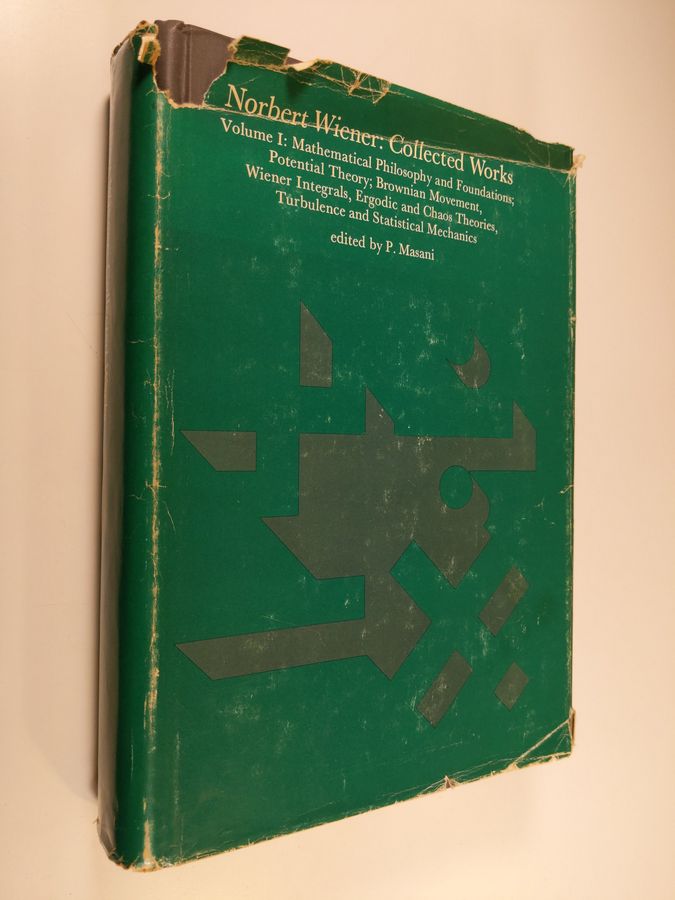 Norbert Wiener: Collected Works
Volume I: Mathematical Philosophy and Foundations;
Potential Theory; Brownian Movement,
Wiener Integrals, Ergodic and Chaos Theories,
Turbulence and Statistical Mechanics
edited by P. Masani